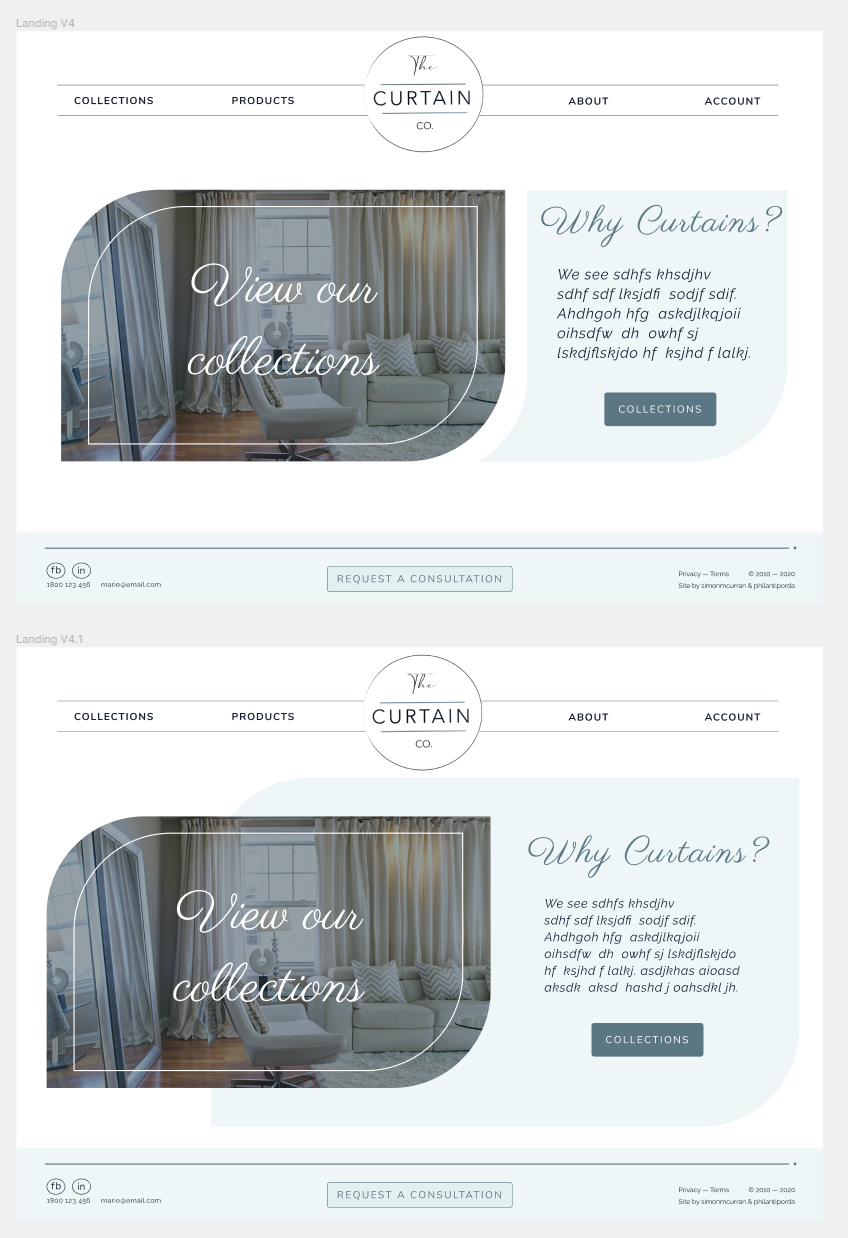 Landing V4
The
CURTAIN
CO.
COLLECTIONS PRODUCTS ABOUT ACCOUNT
View our
collections
Why Curtains?
We see sdhfs khsdjhv
sdhf sdf lksjdfi sodjf sdif.
Ahdhgoh hfg askdjlkqjoii
oihsdfw dh owhf sj
lskdjflskjdo hf ksjhd f lalkj.
COLLECTIONS
fb in
1800 123 456 marie@email.com
REQUEST A CONSULTATION
Privacy — Terms © 2010 — 2020
Site by simonmcurran & philantiporda
Landing V4.1
The
CURTAIN
CO.
COLLECTIONS PRODUCTS ABOUT ACCOUNT
View our
collections
Why Curtains?
We see sdhfs khsdjhv
sdhf sdf lksjdfi sodjf sdif.
Ahdhgoh hfg askdjlkqjoii
oihsdfw dh owhf sj lskdjflskjdo
hf ksjhd f lalkj. asdjkhas aioasd
aksdk aksd hashd j oahsdkl jh.
COLLECTIONS
fb in
1800 123 456 marie@email.com
REQUEST A CONSULTATION
Privacy — Terms © 2010 — 2020
Site by simonmcurran & philantiporda